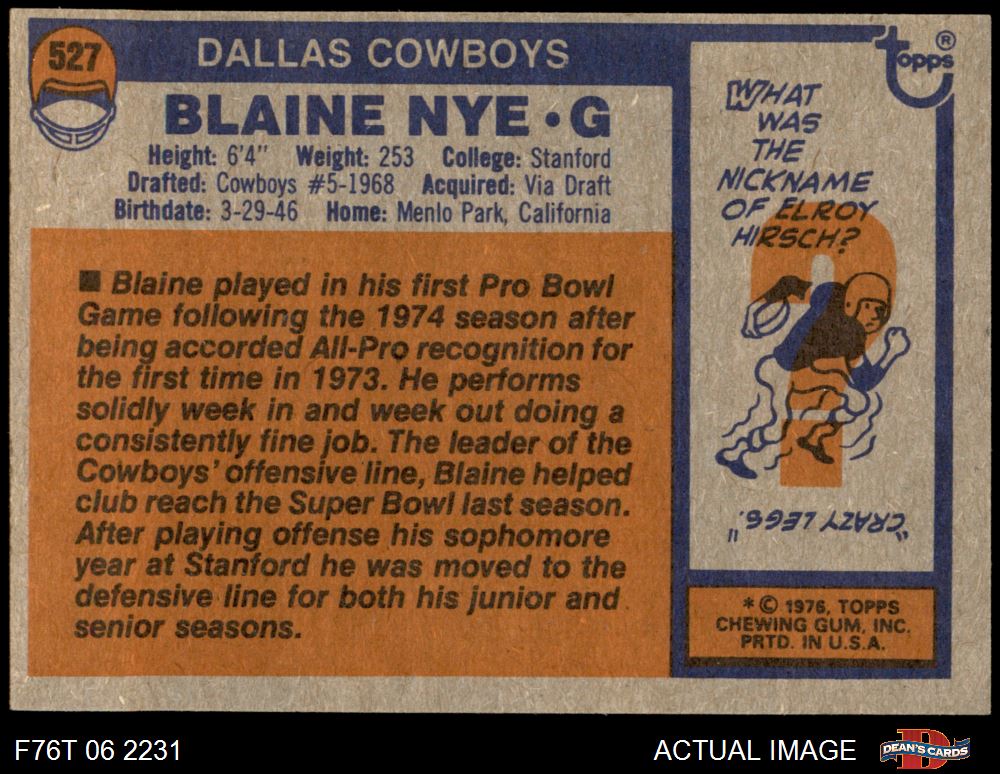 527
DALLAS COWBOYS
BLAINE NYE • G
Height: 6'4" Weight: 253 College: Stanford
Drafted: Cowboys #5-1968 Acquired: Via Draft
Birthdate: 3-29-46 Home: Menlo Park, California
■ Blaine played in his first Pro Bowl
Game following the 1974 season after
being accorded All-Pro recognition for
the first time in 1973. He performs
solidly week in and week out doing a
consistently fine job. The leader of the
Cowboys' offensive line, Blaine helped
club reach the Super Bowl last season.
After playing offense his sophomore
year at Stanford he was moved to the
defensive line for both his junior and
senior seasons.
Topps®
WHAT
WAS
THE
NICKNAME
OF ELROY
HIRSCH?
"CRAZY LEGS."
*© 1976, TOPPS
CHEWING GUM, INC.
PRTD. IN U.S.A.
F76T 06 2231
ACTUAL IMAGE
DEAN'S CARDS